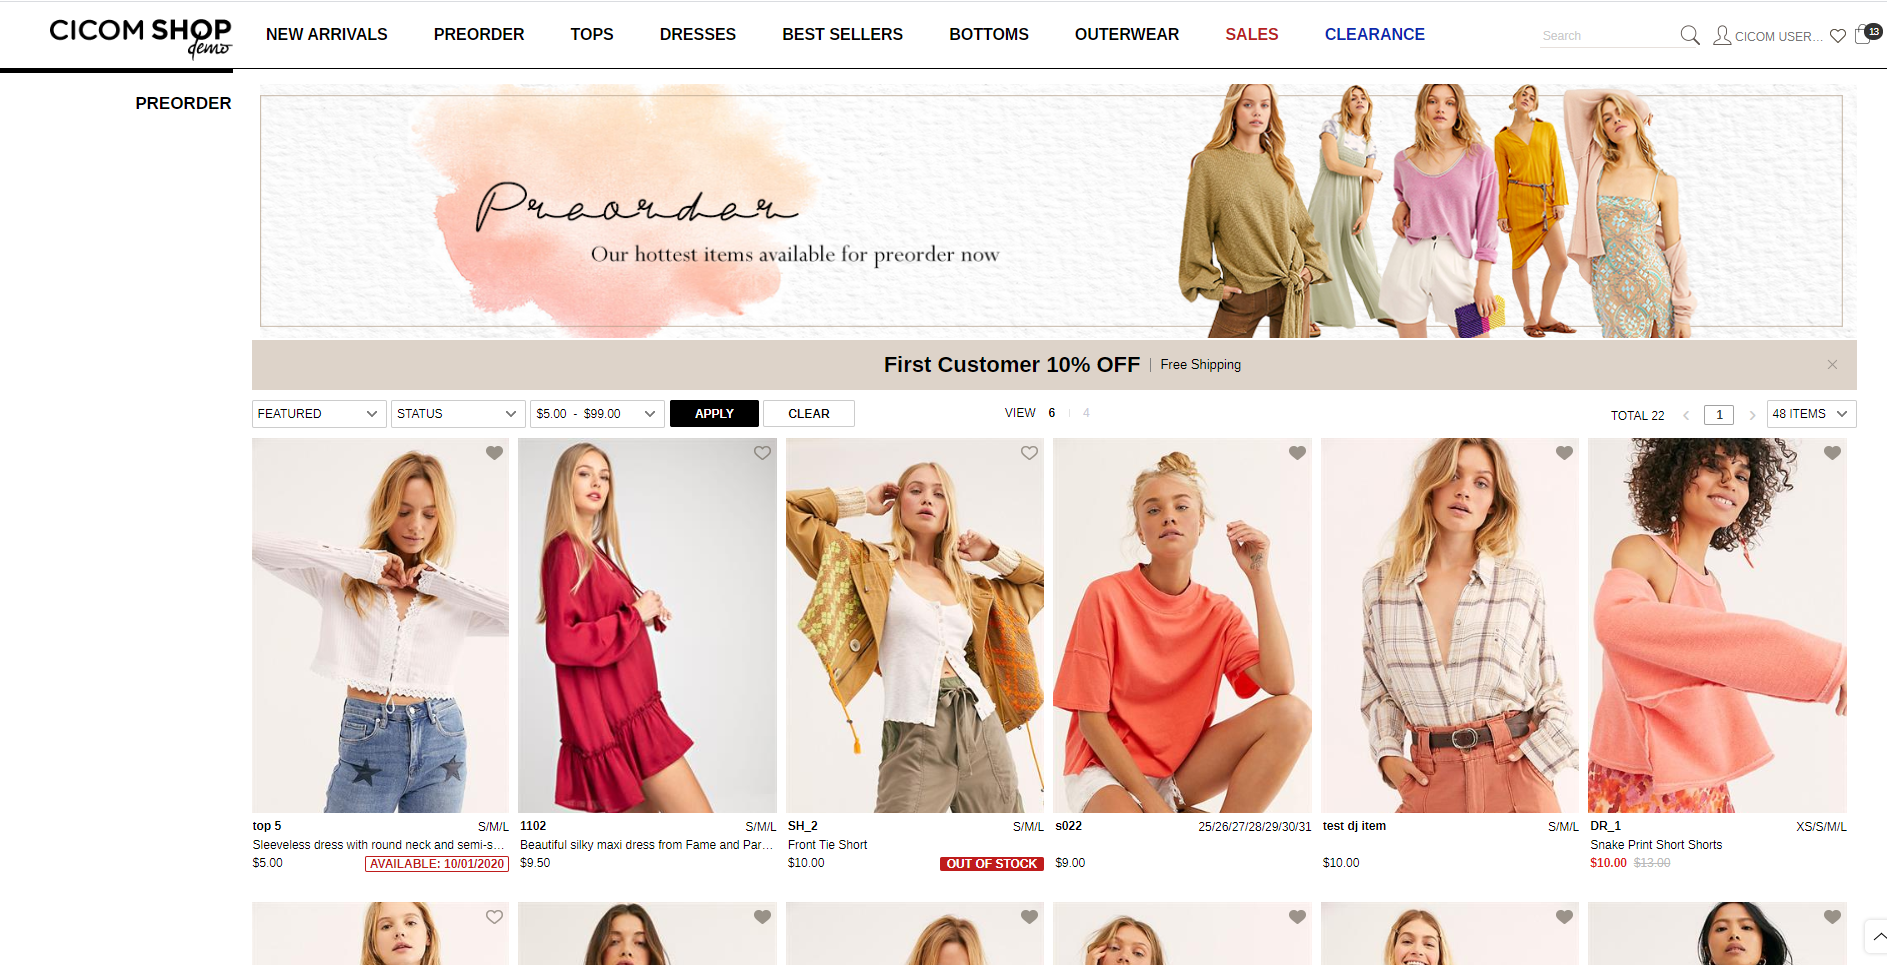 CICOM SHOP
demo
NEW ARRIVALS PREORDER TOPS DRESSES BEST SELLERS BOTTOMS OUTERWEAR SALES CLEARANCE
Search
CICOM USER...
13
PREORDER
Preorder
Our hottest items available for preorder now
First Customer 10% OFF | Free Shipping
FEATURED STATUS $5.00 - $99.00 APPLY CLEAR
VIEW 6 | 4
TOTAL 22 < 1 > 48 ITEMS
top 5 S/M/L
Sleeveless dress with round neck and semi-s...
$5.00 AVAILABLE: 10/01/2020
1102 S/M/L
Beautiful silky maxi dress from Fame and Par...
$9.50
SH_2 S/M/L
Front Tie Short
$10.00 OUT OF STOCK
s022 25/26/27/28/29/30/31
$9.00
test dj item S/M/L
$10.00
DR_1 XS/S/M/L
Snake Print Short Shorts
$10.00 $13.00